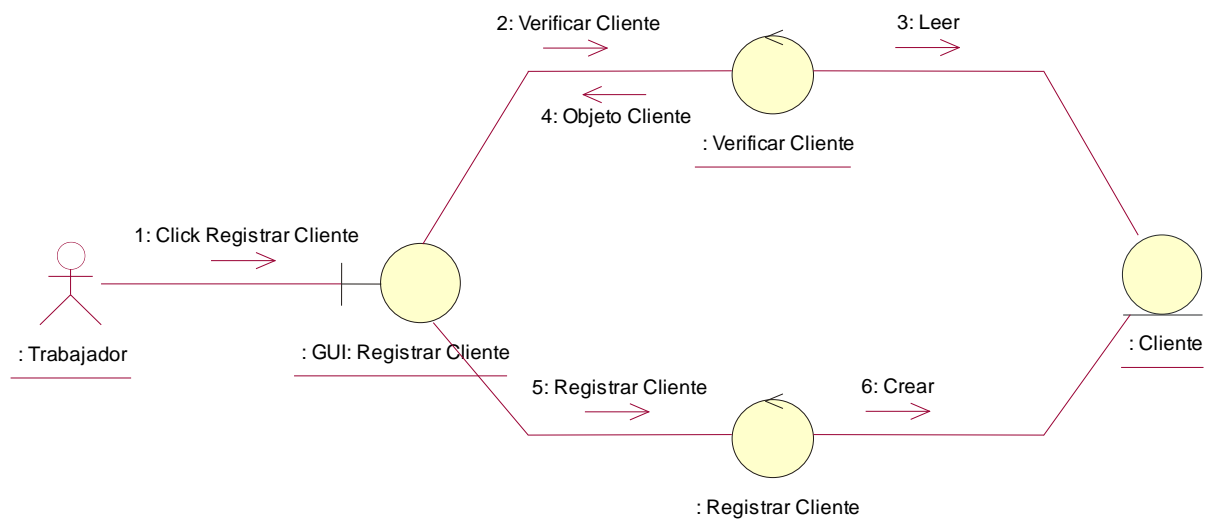 2: Verificar Cliente
3: Leer
4: Objeto Cliente
: Verificar Cliente
1: Click Registrar Cliente
: Trabajador
: GUI: Registrar Cliente
: Cliente
5: Registrar Cliente
6: Crear
: Registrar Cliente